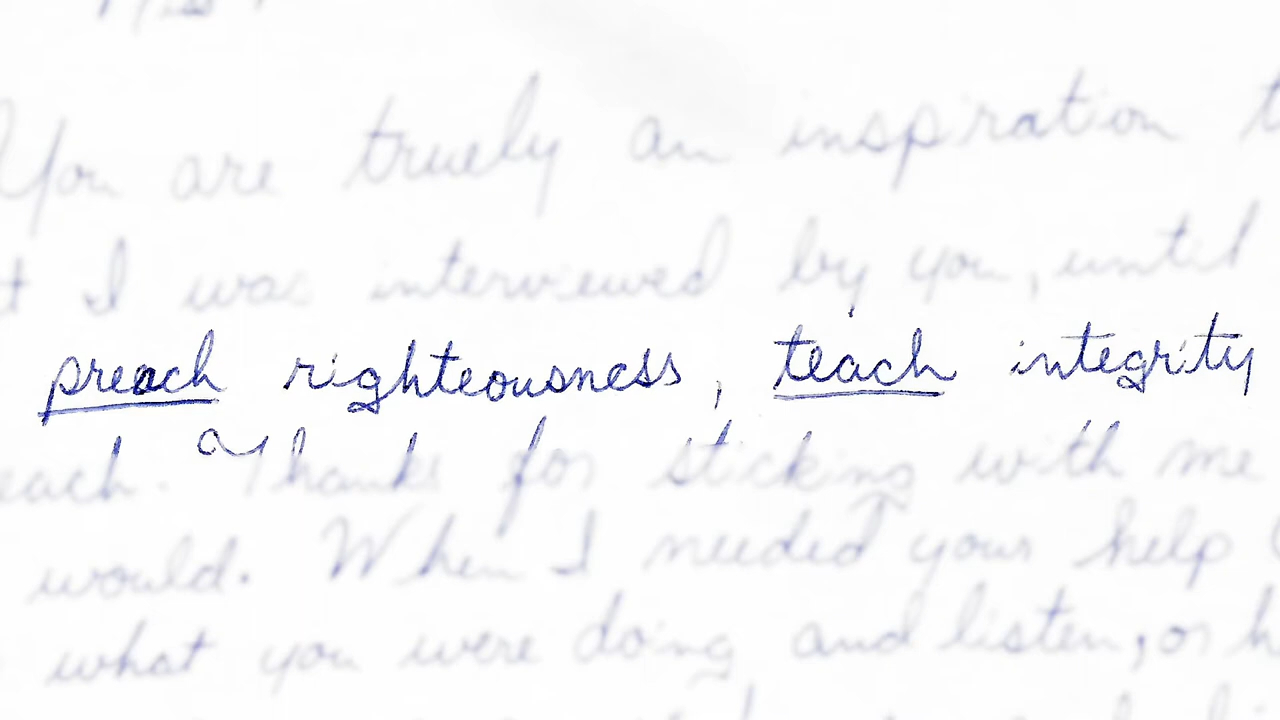 You are truely an inspiration
I was interviewed by you, until
preach righteousness, teach integrity
each. Thanks for sticking with me
would. When I needed your help
what you were doing and listen, or